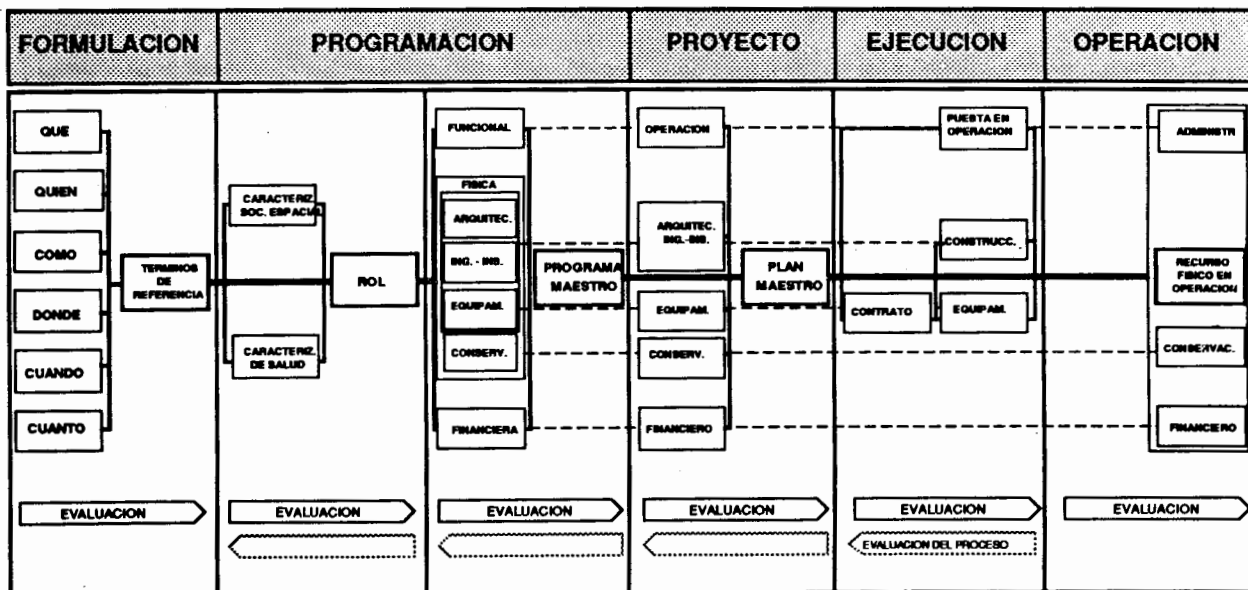 FORMULACION
PROGRAMACION
PROYECTO
EJECUCION
OPERACION
QUE
QUIEN
COMO
DONDE
CUANDO
CUANTO
TERMINOS
DE
REFERENCIA
CARACTERIZ.
SOC. ESPACIAL
CARACTERIZ.
DE SALUD
ROL
FUNCIONAL
FISICA
ARQUITEC.
ING. - INS.
EQUIPAM.
CONSERV.
FINANCIERA
PROGRAMA
MAESTRO
OPERACION
ARQUITEC.
ING.-INS.
EQUIPAM.
CONSERV.
FINANCIERO
PLAN
MAESTRO
CONTRATO
PUESTA EN
OPERACION
CONSTRUCC.
EQUIPAM.
ADMINISTR
RECURSO
FISICO EN
OPERACION
CONSERVAC.
FINANCIERO
EVALUACION
EVALUACION
EVALUACION
EVALUACION
EVALUACION
EVALUACION
EVALUACION DEL PROCESO